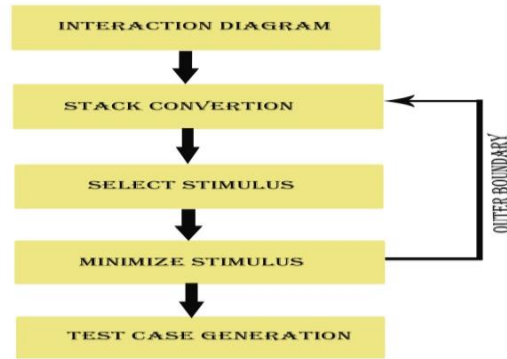 INTERACTION DIAGRAM
STACK CONVERTION
SELECT STIMULUS
MINIMIZE STIMULUS
TEST CASE GENERATION
OUTER BOUNDARY